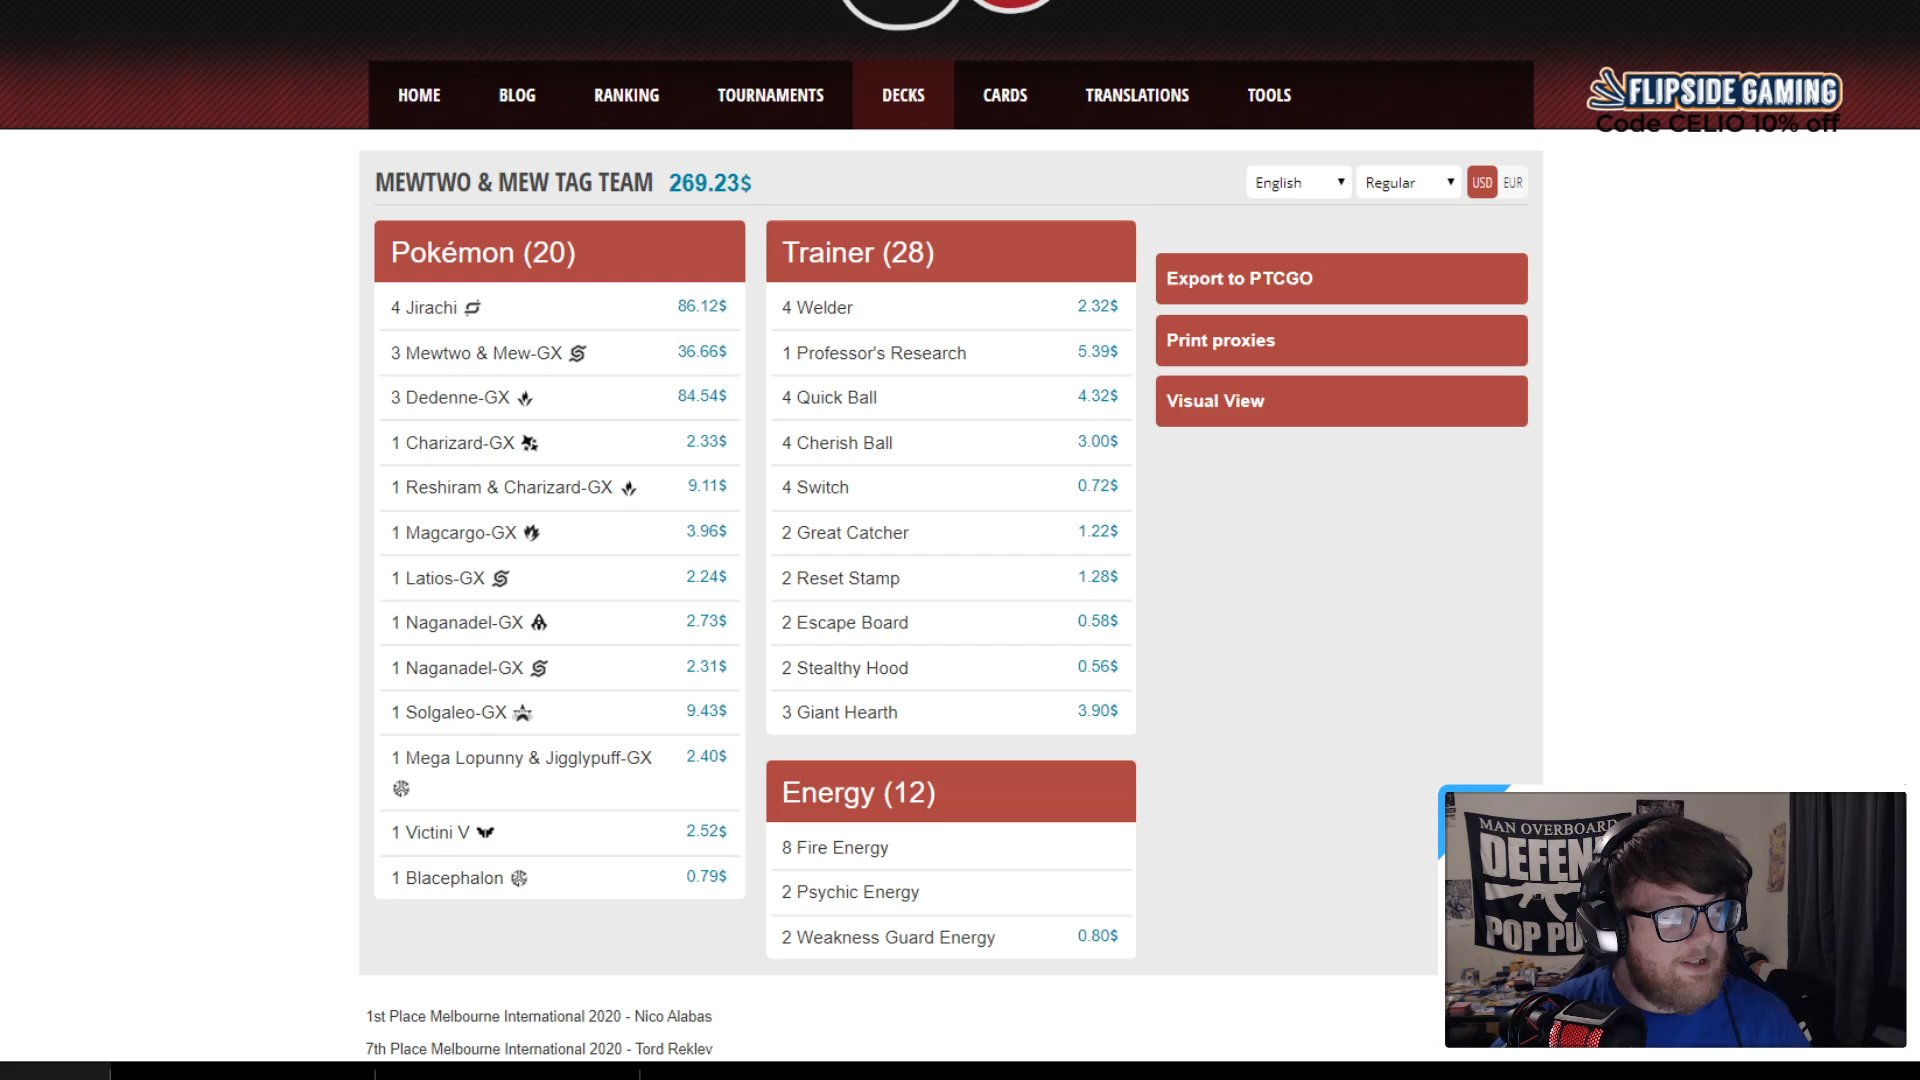 HOME BLOG RANKING TOURNAMENTS DECKS CARDS TRANSLATIONS TOOLS
FLIPSIDE GAMING
Code CELIO 10% off
MEWTWO & MEW TAG TEAM 269.23$
English Regular USD EUR
Pokémon (20)
4 Jirachi 86.12$
3 Mewtwo & Mew-GX 36.66$
3 Dedenne-GX 84.54$
1 Charizard-GX 2.33$
1 Reshiram & Charizard-GX 9.11$
1 Magcargo-GX 3.96$
1 Latios-GX 2.24$
1 Naganadel-GX 2.73$
1 Naganadel-GX 2.31$
1 Solgaleo-GX 9.43$
1 Mega Lopunny & Jigglypuff-GX 2.40$
1 Victini V 2.52$
1 Blacephalon 0.79$
Trainer (28)
4 Welder 2.32$
1 Professor's Research 5.39$
4 Quick Ball 4.32$
4 Cherish Ball 3.00$
4 Switch 0.72$
2 Great Catcher 1.22$
2 Reset Stamp 1.28$
2 Escape Board 0.58$
2 Stealthy Hood 0.56$
3 Giant Hearth 3.90$
Energy (12)
8 Fire Energy
2 Psychic Energy
2 Weakness Guard Energy 0.80$
Export to PTCGO
Print proxies
Visual View
1st Place Melbourne International 2020 - Nico Alabas
7th Place Melbourne International 2020 - Tord Reklev
MAN OVERBOARD
POP